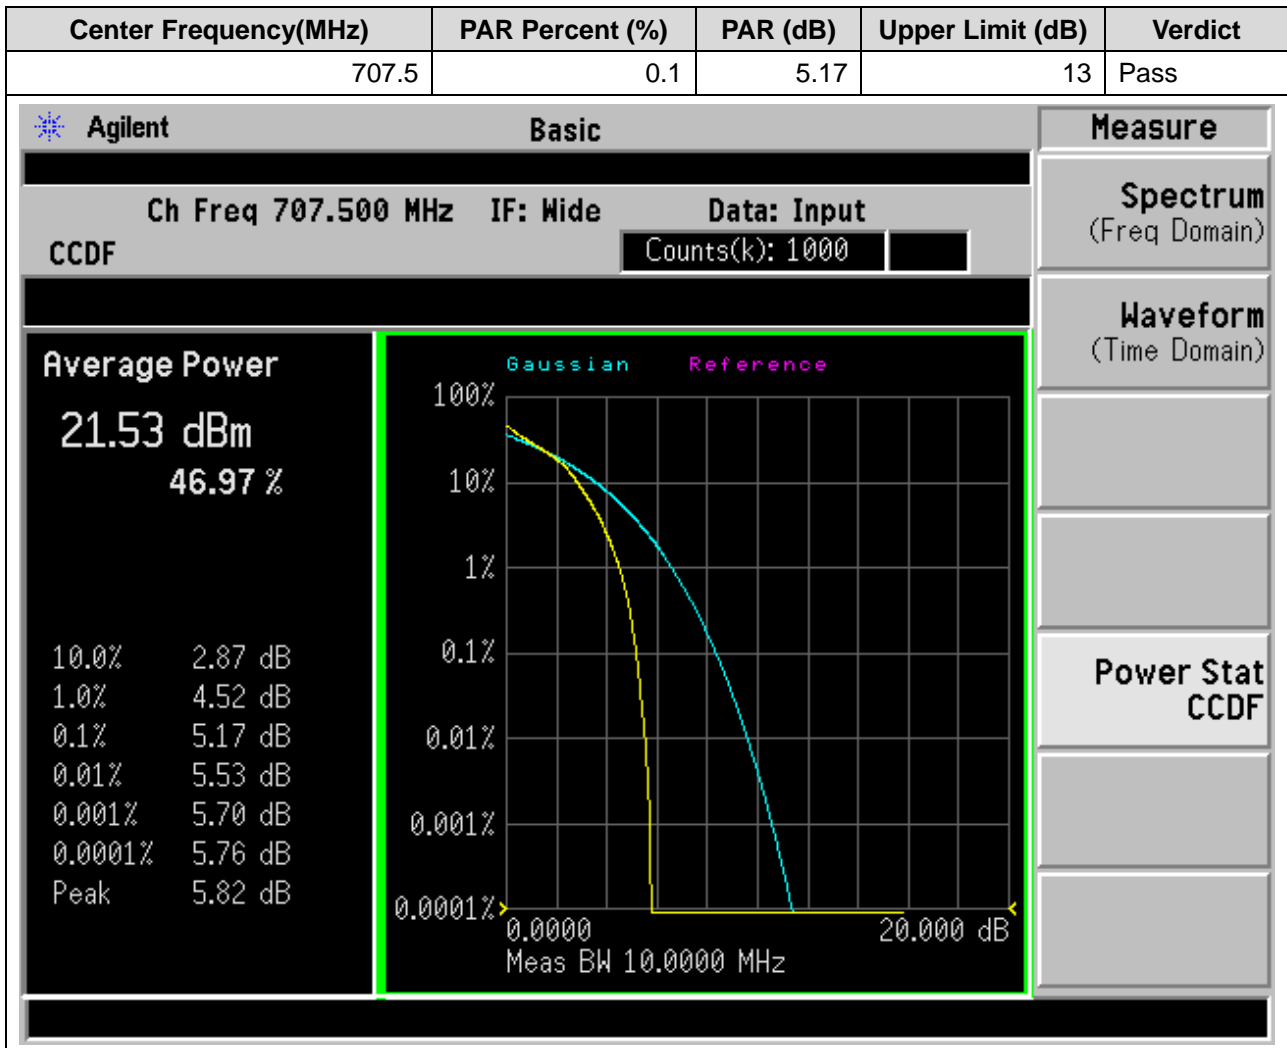 Center Frequency(MHz) PAR Percent (%) PAR (dB) Upper Limit (dB) Verdict
707.5 0.1 5.17 13 Pass
Agilent Basic Measure
Ch Freq 707.500 MHz IF: Wide Data: Input
CCDF Counts(k): 1000
Spectrum
(Freq Domain)
Waveform
(Time Domain)
Power Stat
CCDF
Average Power
21.53 dBm
46.97 %
10.0% 2.87 dB
1.0% 4.52 dB
0.1% 5.17 dB
0.01% 5.53 dB
0.001% 5.70 dB
0.0001% 5.76 dB
Peak 5.82 dB
Gaussian Reference
100%
10%
1%
0.1%
0.01%
0.001%
0.0001%
0.0000 20.000 dB
Meas BW 10.0000 MHz